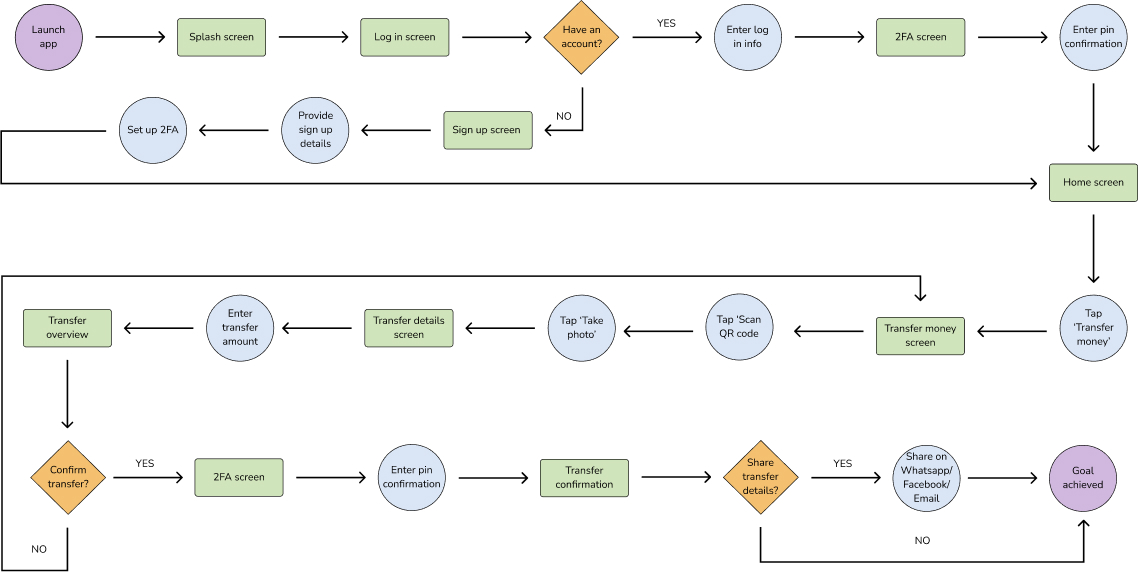 Launch
app
Splash screen
Log in screen
Have an
account?
YES
Enter log
in info
2FA screen
Enter pin
confirmation
NO
Sign up screen
Provide
sign up
details
Set up 2FA
Home screen
Tap
'Transfer
money'
Transfer money
screen
Tap 'Scan
QR code
Tap 'Take
photo'
Transfer details
screen
Enter
transfer
amount
Transfer
overview
Confirm
transfer?
YES
2FA screen
Enter pin
confirmation
Transfer
confirmation
Share
transfer
details?
YES
Share on
Whatsapp/
Facebook/
Email
Goal
achieved
NO
NO